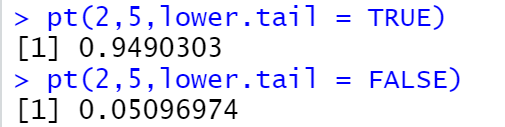 > pt(2,5,lower.tail = TRUE)
[1] 0.9490303
> pt(2,5,lower.tail = FALSE)
[1] 0.05096974